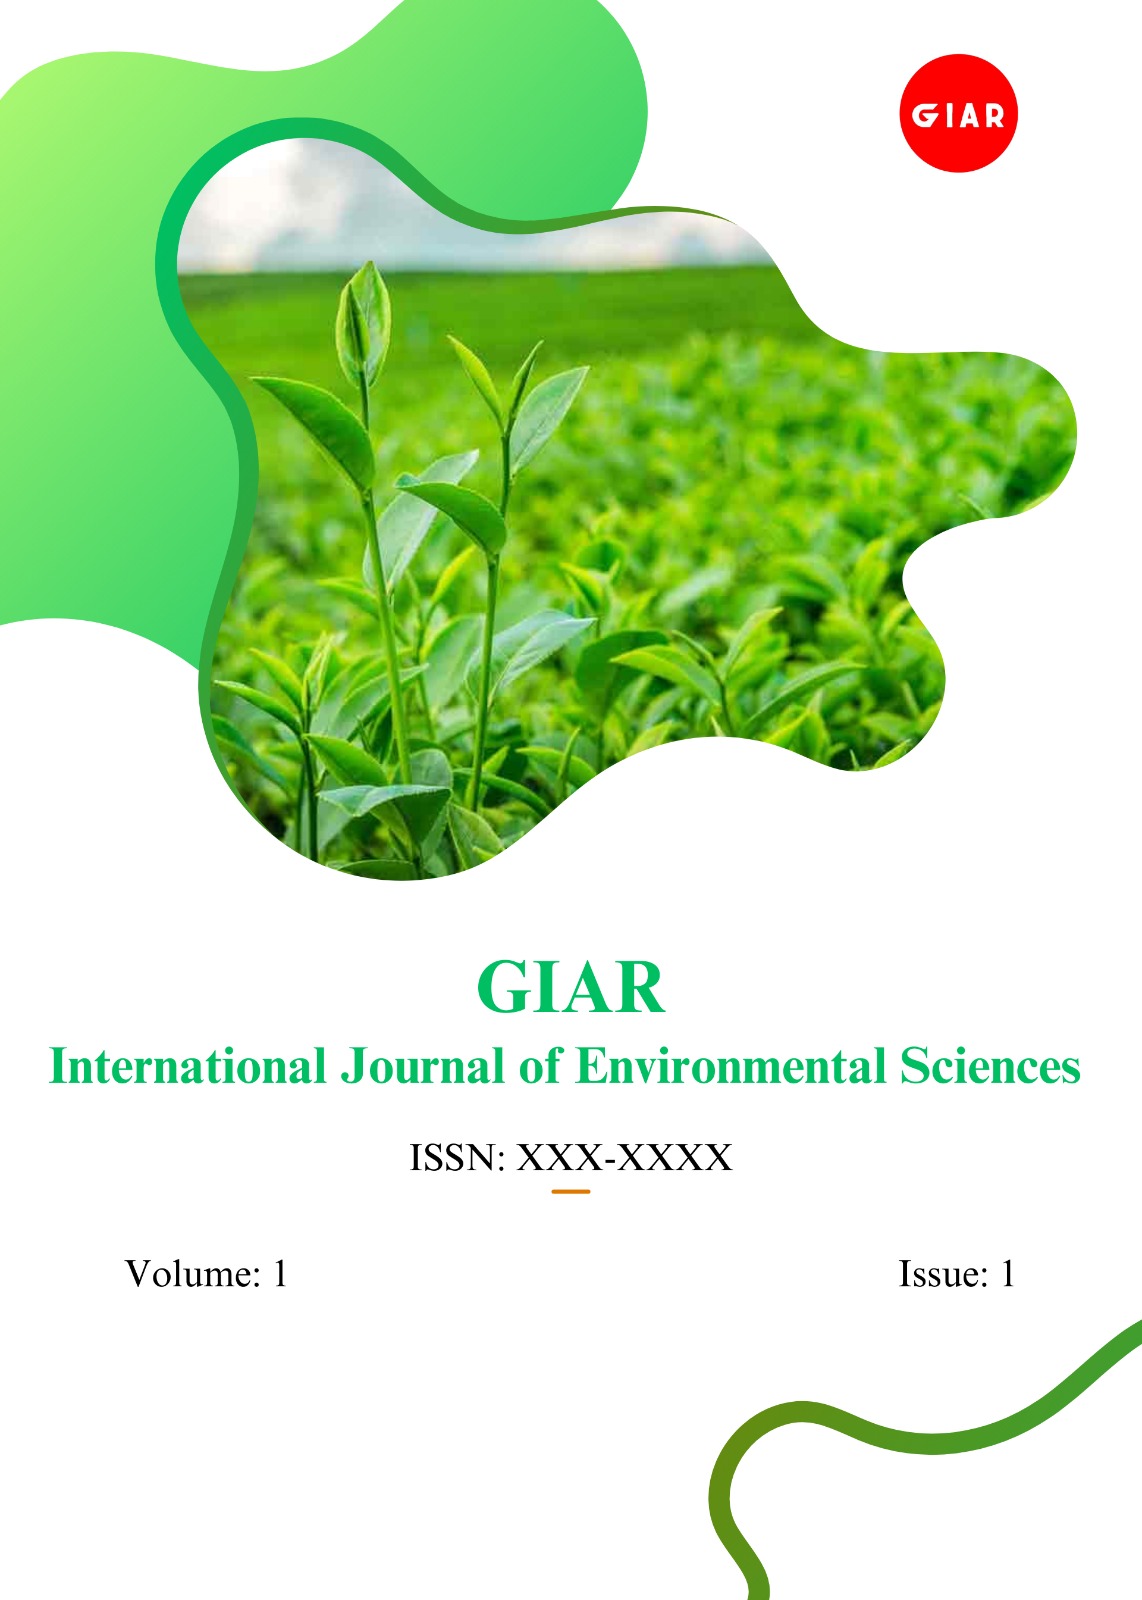 GIAR
GIAR
International Journal of Environmental Sciences
ISSN: XXX-XXXX
Volume: 1
Issue: 1